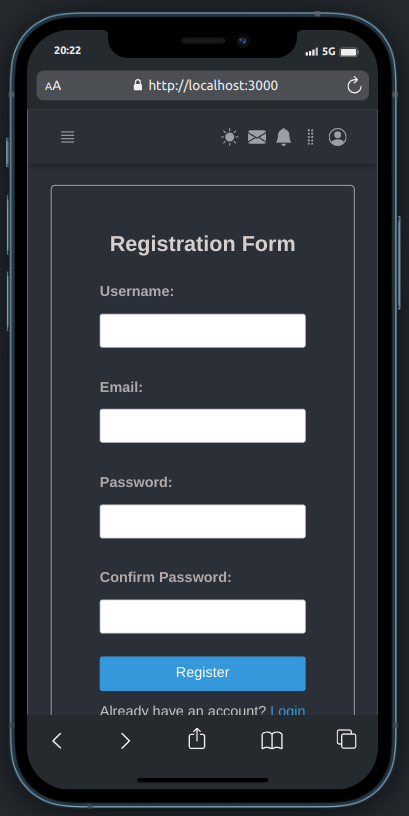 20:22
5G
AA
http://localhost:3000
Registration Form
Username:
Email:
Password:
Confirm Password:
Register
Already have an account? Login